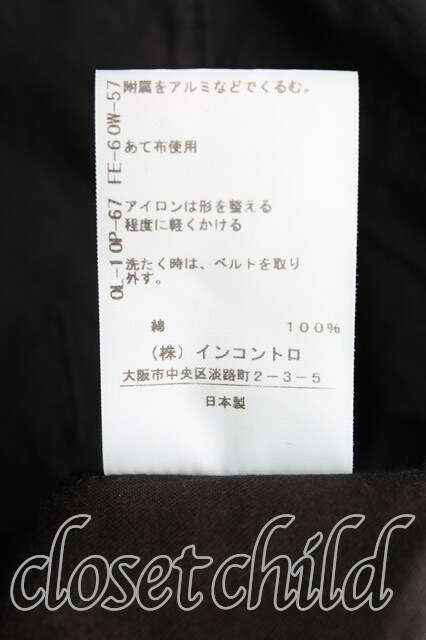 附属をアルミなどでくるむ。
あて布使用
アイロンは形を整える
程度に軽くかける
洗たく時は、ベルトを取り
外す。
綿 100%
(株)インコントロ
大阪市中央区淡路町2-3-5
日本製
OL-10P-67 FE-60W-57
closet child